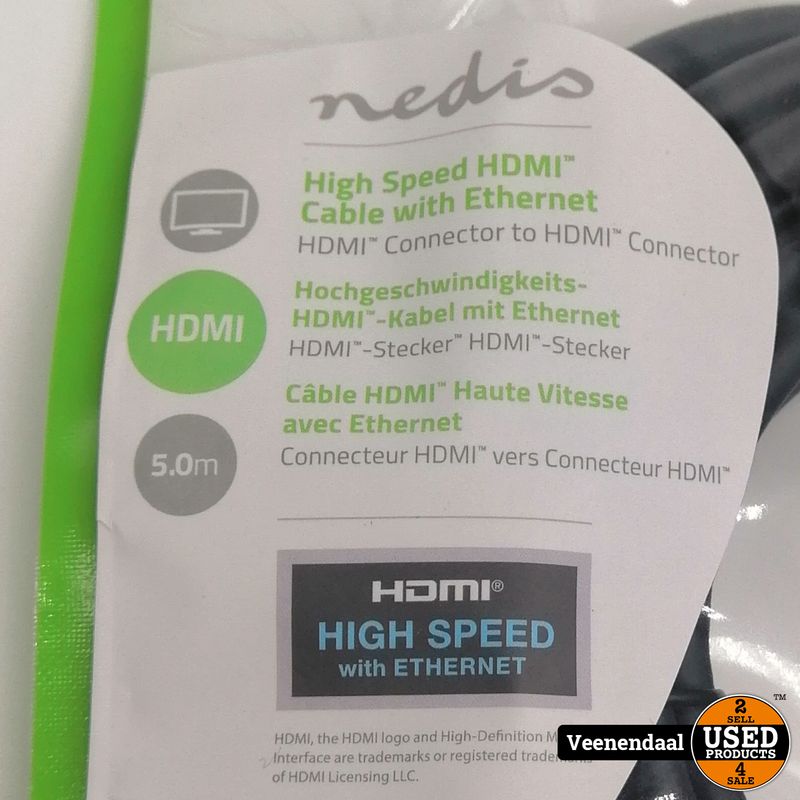 nedis
High Speed HDMI™
Cable with Ethernet
HDMI™ Connector to HDMI™ Connector
HDMI
Hochgeschwindigkeits-
HDMI™-Kabel mit Ethernet
HDMI™-Stecker™ HDMI™-Stecker
Câble HDMI™ Haute Vitesse
avec Ethernet
5.0m
Connecteur HDMI™ vers Connecteur HDMI™
HDMI®
HIGH SPEED
with ETHERNET
HDMI, the HDMI logo and High-Definition
Interface are trademarks or registered
of HDMI Licensing LLC.
Veenendaal
2
SELL
USED
PRODUCTS
4
SALE
TM